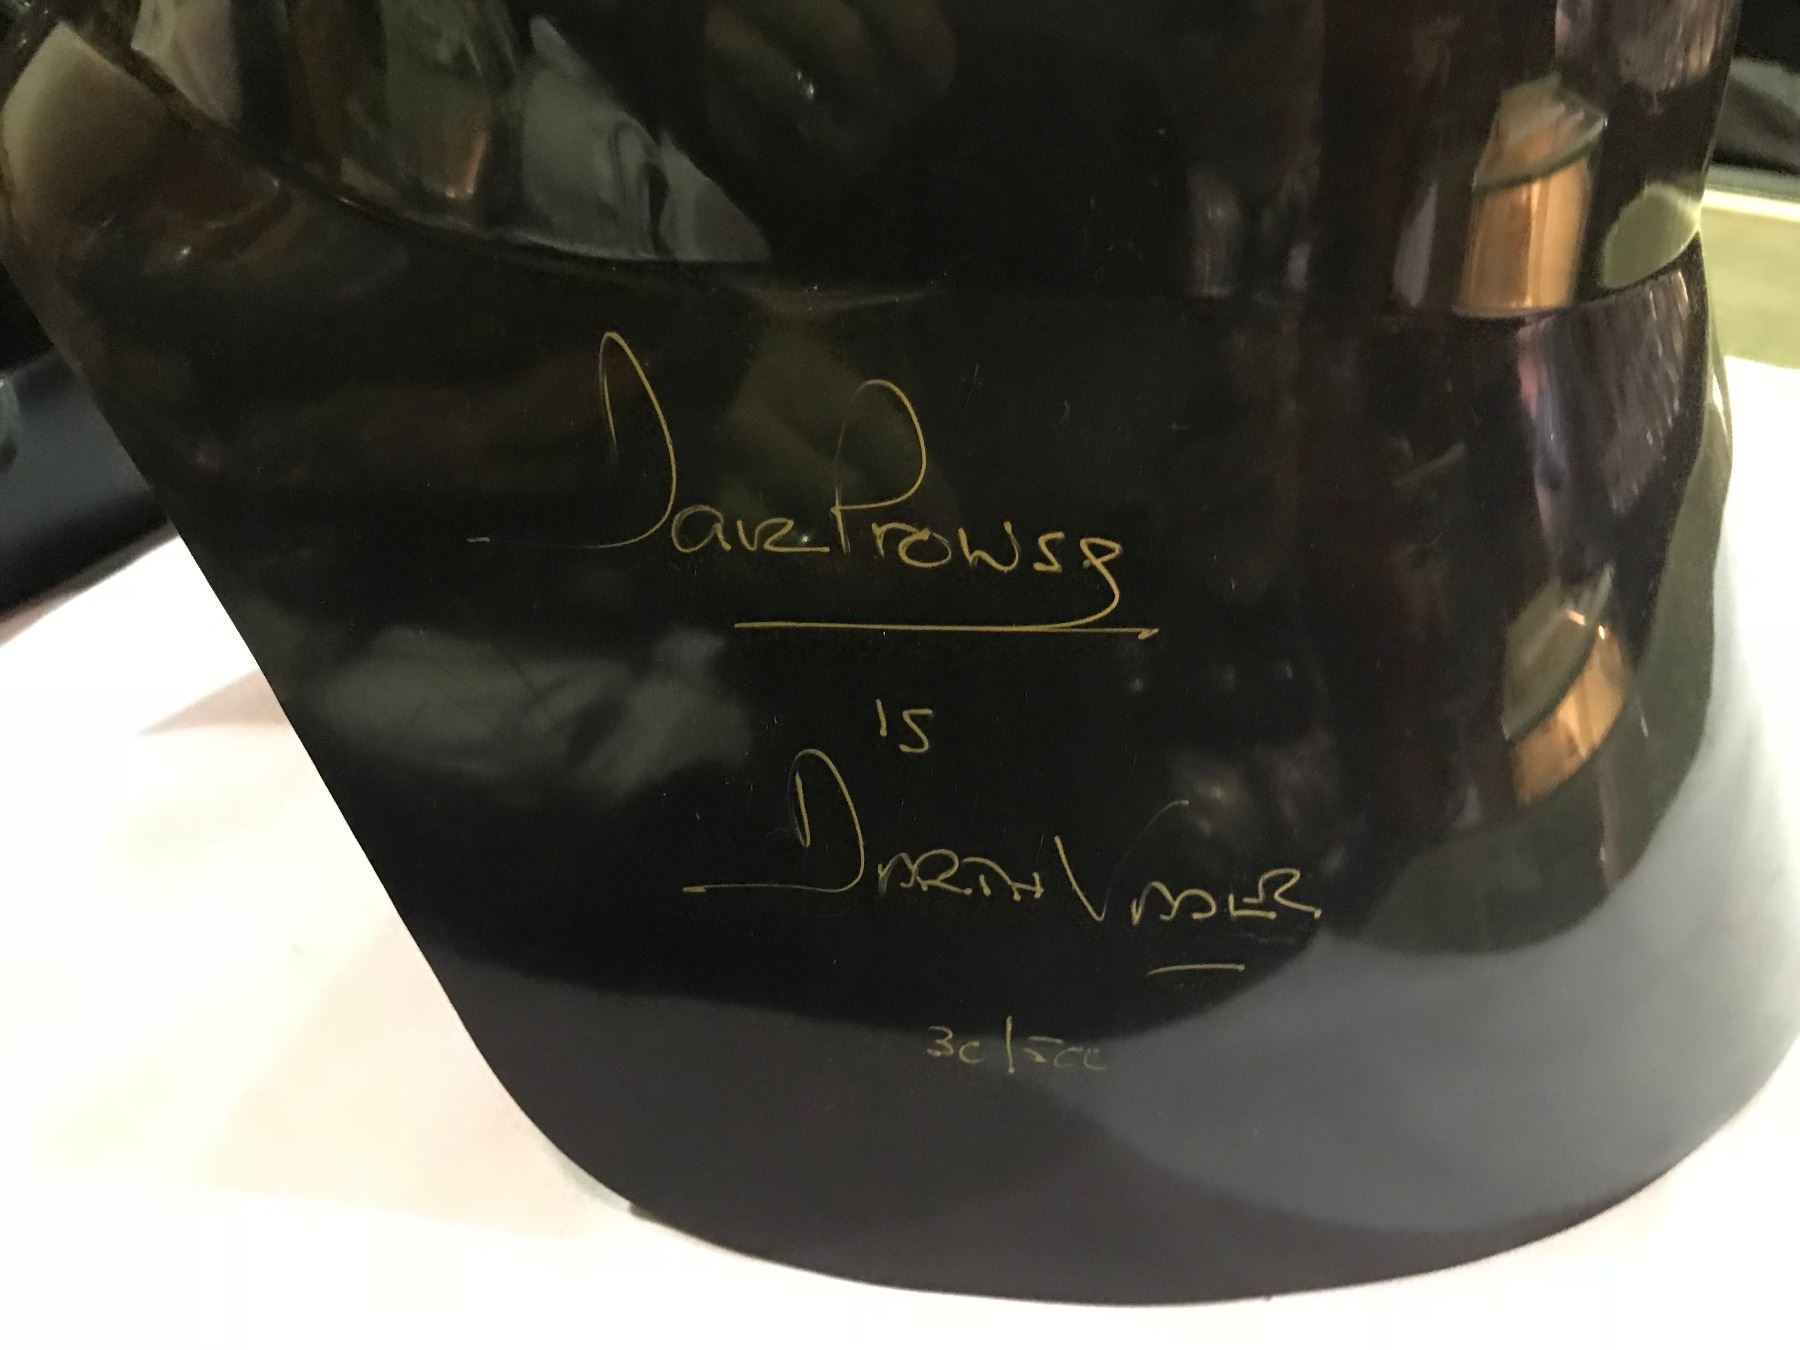 Dave Prowse
is
Darth Vader
30/500